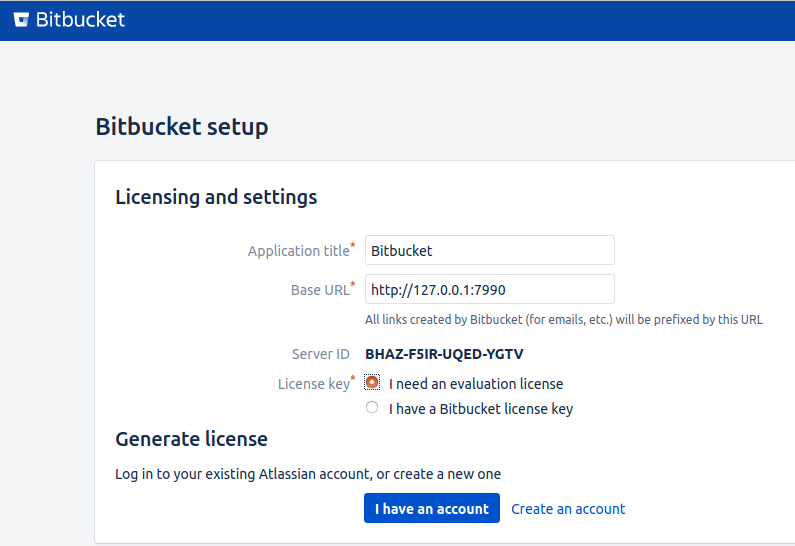 Bitbucket
Bitbucket setup
Licensing and settings
Application title* Bitbucket
Base URL* http://127.0.0.1:7990
All links created by Bitbucket (for emails, etc.) will be prefixed by this URL
Server ID BHAZ-F5IR-UQED-YGTV
License key* I need an evaluation license
I have a Bitbucket license key
Generate license
Log in to your existing Atlassian account, or create a new one
I have an account Create an account